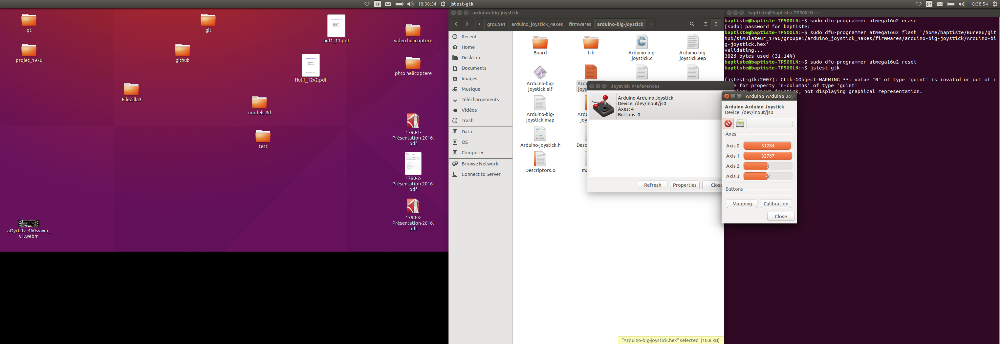 Fr
18:38:54
jstest-gtk
Fr
18:38:54
qt
git
hid1_11.pdf
video helicoptere
projet_1970
github
Hut1_12v2.pdf
phto helicoptere
FileZilla3
models 3d
test
1790-1-
Présentation-2016.
pdf
1790-2-
Présentation-2016.
pdf
1790-3-
Présentation-2016.
pdf
aOyrLRv_460svwm_
v1.webm
arduino-big-joystick
groupe1
arduino_joystick_4axes
firmwares
arduino-big-joystick
Recent
Home
Desktop
Documents
Images
Musique
Téléchargements
Vidéos
Trash
Data
OS
Computer
Browse Network
Connect to Server
Board
Lib
Arduino-big-
joystick.c
Arduino-big-
joystick.eep
Arduino-big-
joystick.elf
Arduino-big-
joystick.map
Arduino-joystick.h
Descriptors.o
"Arduino-big-joystick.hex" selected (10,8 kB)
Joystick Preferences
Arduino Arduino Joystick
Device: /dev/input/js0
Axes: 4
Buttons: 0
Refresh
Properties
Close
baptiste@baptiste-TP500LN: ~
baptiste@baptiste-TP500LN:~$ sudo dfu-programmer atmega16u2 erase
[sudo] password for baptiste:
baptiste@baptiste-TP500LN:~$ sudo dfu-programmer atmega16u2 flash '/home/baptiste/Bureau/git
hub/simulateur_1790/groupe1/arduino_joystick_4axes/firmwares/arduino-big-joystick/Arduino-bi
g-joystick.hex'
Validating...
3826 bytes used (31.14%)
baptiste@baptiste-TP500LN:~$ sudo dfu-programmer atmega16u2 reset
baptiste@baptiste-TP500LN:~$ jstest-gtk
(jstest-gtk:2007): GLib-GObject-WARNING **: value "0" of type 'guint' is invalid or out of r
e for property 'n-columns' of type 'guint'
unknown joystick, not displaying graphical representation.
Arduino Arduino Joy
Arduino Arduino Joystick
Device: /dev/input/js0
Axes
Axis 0: 31284
Axis 1: 32767
Axis 2: 0
Axis 3: -2
Buttons
Mapping
Calibration
Close